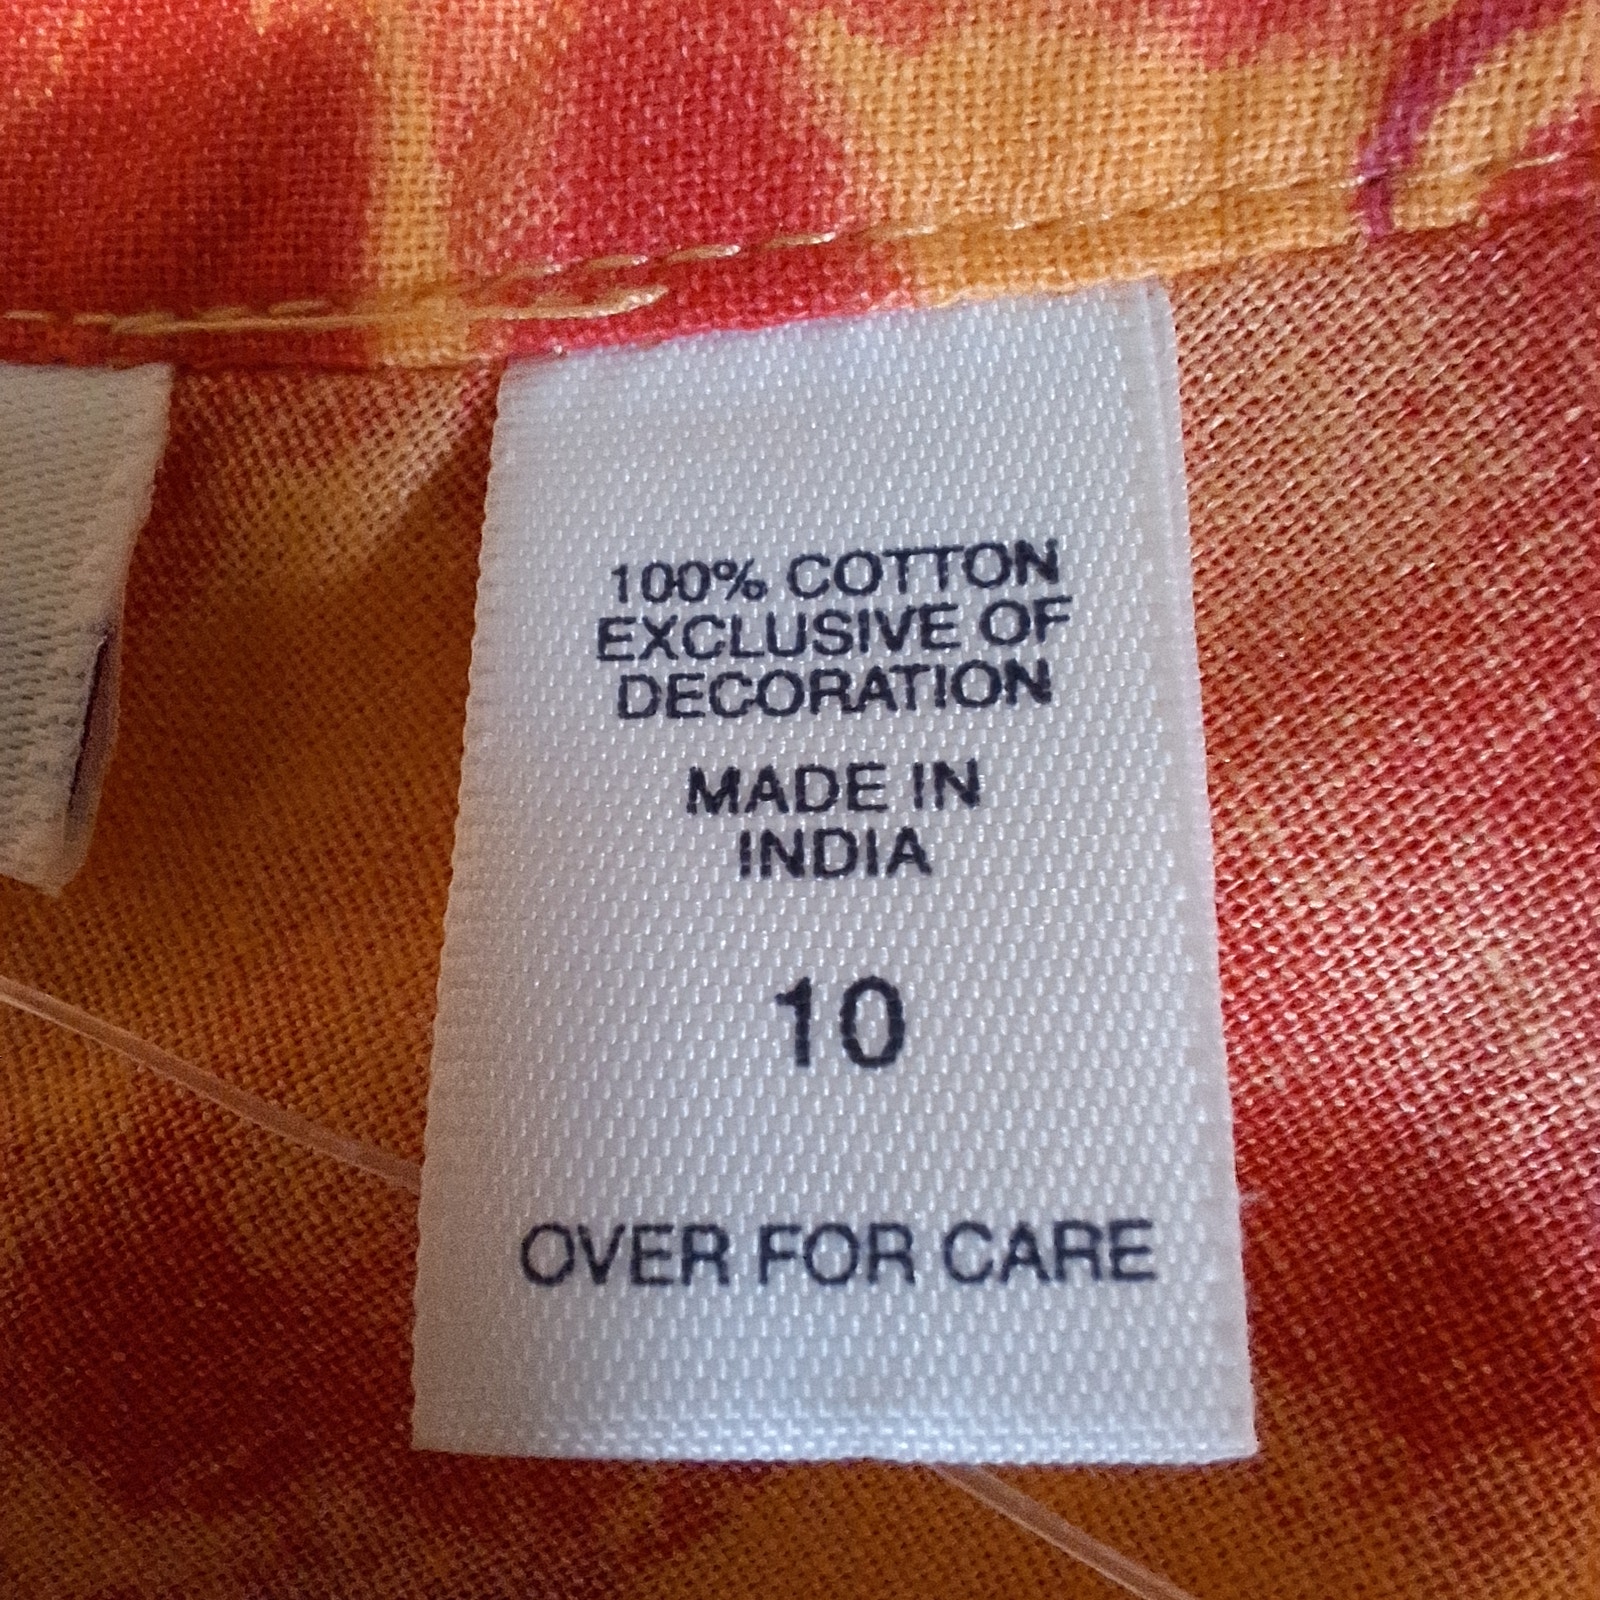 100% COTTON
EXCLUSIVE OF
DECORATION
MADE IN
INDIA
10
OVER FOR CARE